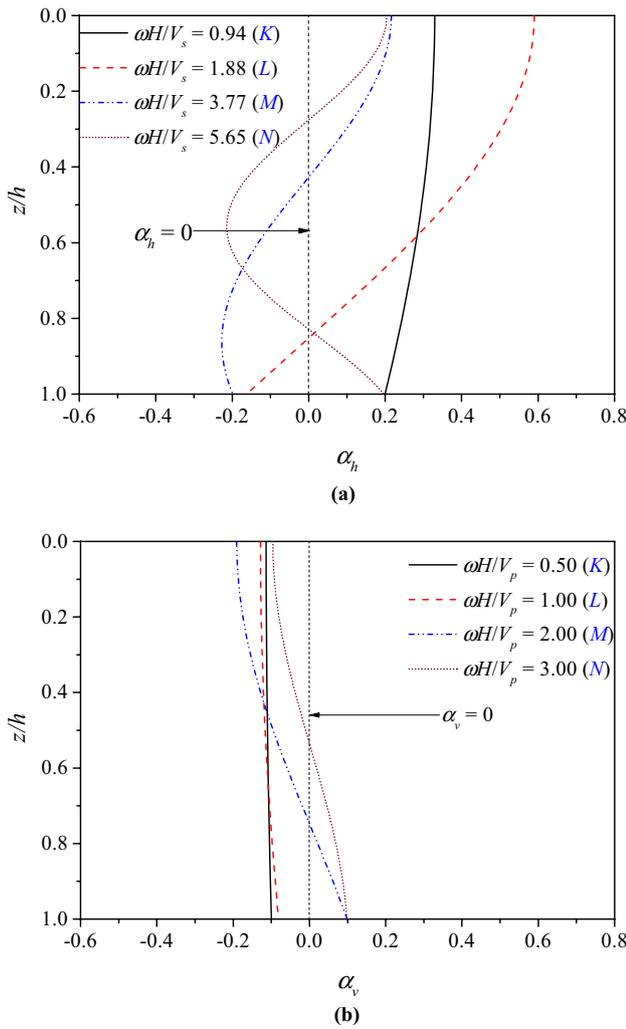 0.0
ωH/Vs = 0.94 (K)
ωH/Vs = 1.88 (L)
0.2
ωH/Vs = 3.77 (M)
ωH/Vs = 5.65 (N)
0.4
z/h
αh = 0
0.6
0.8
1.0
-0.6 -0.4 -0.2 0.0 0.2 0.4 0.6 0.8
αh
(a)
0.0
ωH/Vp = 0.50 (K)
ωH/Vp = 1.00 (L)
0.2
ωH/Vp = 2.00 (M)
ωH/Vp = 3.00 (N)
0.4
z/h
αv = 0
0.6
0.8
1.0
-0.6 -0.4 -0.2 0.0 0.2 0.4 0.6 0.8
αv
(b)